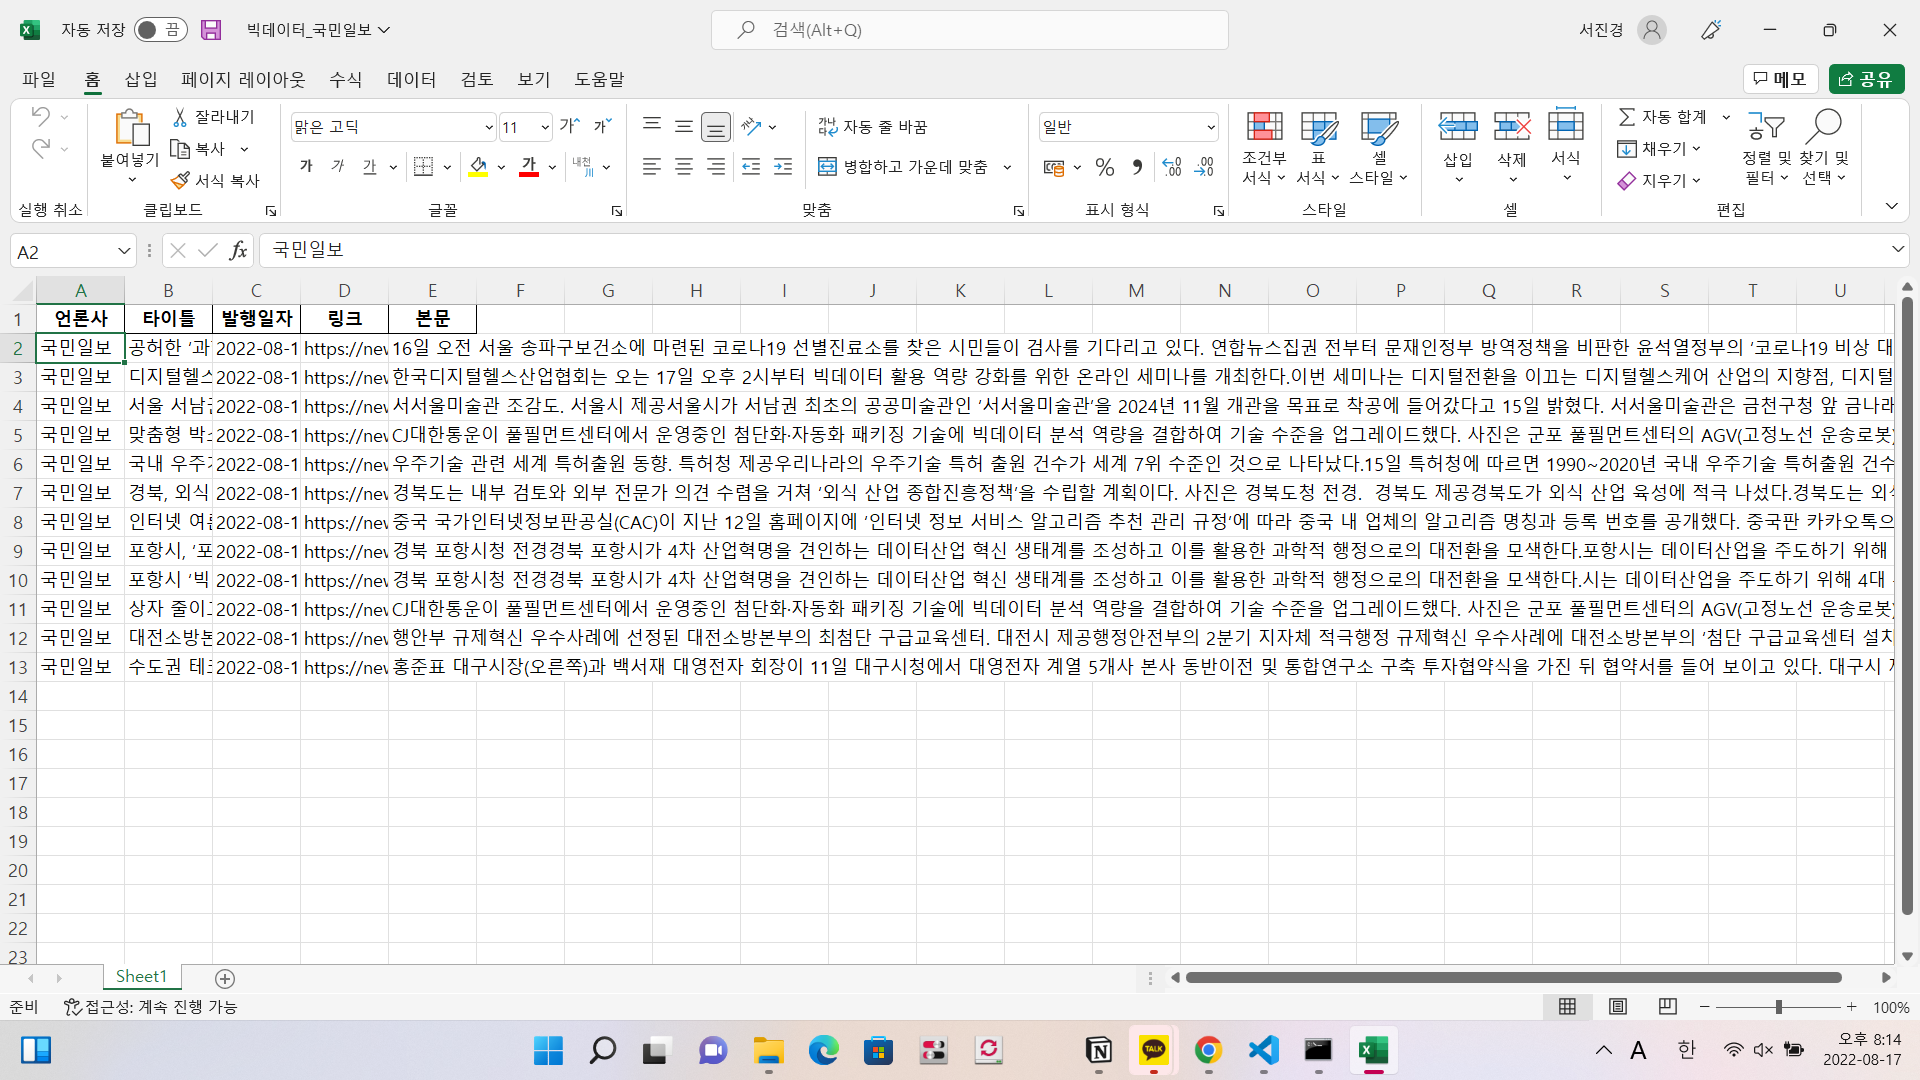 자동 저장 끔 빅데이터_국민일보 검색(Alt+Q) 서진경
파일 홈 삽입 페이지 레이아웃 수식 데이터 검토 보기 도움말 메모 공유
붙여넣기 잘라내기 복사 서식 복사
맑은 고딕 11 가 가
가 가 가 가 내천
가나 다 자동 줄 바꿈
병합하고 가운데 맞춤
일반
조건부 서식 표 서식 셀 스타일 삽입 삭제 서식
자동 합계 채우기 지우기 정렬 및 필터 찾기 및 선택
실행 취소 클립보드 글꼴 맞춤 표시 형식 스타일 셀 편집
A2 fx 국민일보
A B C D E F G H I J K L M N O P Q R S T U
1 언론사 타이틀 발행일자 링크 본문
2 국민일보 공허한 ‘과 2022-08-1 https://nev 16일 오전 서울 송파구보건소에 마련된 코로나19 선별진료소를 찾은 시민들이 검사를 기다리고 있다. 연합뉴스집권 전부터 문재인정부 방역정책을 비판한 윤석열정부의 ‘코로나19 비상 대
3 국민일보 디지털헬스 2022-08-1 https://nev 한국디지털헬스산업협회는 오는 17일 오후 2시부터 빅데이터 활용 역량 강화를 위한 온라인 세미나를 개최한다.이번 세미나는 디지털전환을 이끄는 디지털헬스케어 산업의 지향점, 디지털
4 국민일보 서울 서남권 2022-08-1 https://nev 서서울미술관 조감도. 서울시 제공서울시가 서남권 최초의 공공미술관인 ‘서서울미술관’을 2024년 11월 개관을 목표로 착공에 들어갔다고 15일 밝혔다. 서서울미술관은 금천구청 앞 금나래
5 국민일보 맞춤형 박스 2022-08-1 https://nev CJ대한통운이 풀필먼트센터에서 운영중인 첨단화·자동화 패키징 기술에 빅데이터 분석 역량을 결합하여 기술 수준을 업그레이드했다. 사진은 군포 풀필먼트센터의 AGV(고정노선 운송로봇)
6 국민일보 국내 우주기 2022-08-1 https://nev 우주기술 관련 세계 특허출원 동향. 특허청 제공우리나라의 우주기술 특허 출원 건수가 세계 7위 수준인 것으로 나타났다.15일 특허청에 따르면 1990~2020년 국내 우주기술 특허출원 건수
7 국민일보 경북, 외식 2022-08-1 https://nev 경북도는 내부 검토와 외부 전문가 의견 수렴을 거쳐 ‘외식 산업 종합진흥정책’을 수립할 계획이다. 사진은 경북도청 전경. 경북도 제공경북도가 외식 산업 육성에 적극 나섰다.경북도는 외식
8 국민일보 인터넷 여론 2022-08-1 https://nev 중국 국가인터넷정보판공실(CAC)이 지난 12일 홈페이지에 ‘인터넷 정보 서비스 알고리즘 추천 관리 규정’에 따라 중국 내 업체의 알고리즘 명칭과 등록 번호를 공개했다. 중국판 카카오톡으
9 국민일보 포항시, ‘포 2022-08-1 https://nev 경북 포항시청 전경경북 포항시가 4차 산업혁명을 견인하는 데이터산업 혁신 생태계를 조성하고 이를 활용한 과학적 행정으로의 대전환을 모색한다.포항시는 데이터산업을 주도하기 위해
10 국민일보 포항시 ‘빅 2022-08-1 https://nev 경북 포항시청 전경경북 포항시가 4차 산업혁명을 견인하는 데이터산업 혁신 생태계를 조성하고 이를 활용한 과학적 행정으로의 대전환을 모색한다.시는 데이터산업을 주도하기 위해 4대
11 국민일보 상자 줄이고 2022-08-1 https://nev CJ대한통운이 풀필먼트센터에서 운영중인 첨단화·자동화 패키징 기술에 빅데이터 분석 역량을 결합하여 기술 수준을 업그레이드했다. 사진은 군포 풀필먼트센터의 AGV(고정노선 운송로봇)
12 국민일보 대전소방본 2022-08-1 https://nev 행안부 규제혁신 우수사례에 선정된 대전소방본부의 최첨단 구급교육센터. 대전시 제공행정안전부의 2분기 지자체 적극행정 규제혁신 우수사례에 대전소방본부의 ‘첨단 구급교육센터 설치
13 국민일보 수도권 테크 2022-08-1 https://nev 홍준표 대구시장(오른쪽)과 백서재 대영전자 회장이 11일 대구시청에서 대영전자 계열 5개사 본사 동반이전 및 통합연구소 구축 투자협약식을 가진 뒤 협약서를 들어 보이고 있다. 대구시 제
14
15
16
17
18
19
20
21
22
23
Sheet1
준비 접근성: 계속 진행 가능 100%
TALK A 한 오후 8:14
2022-08-17